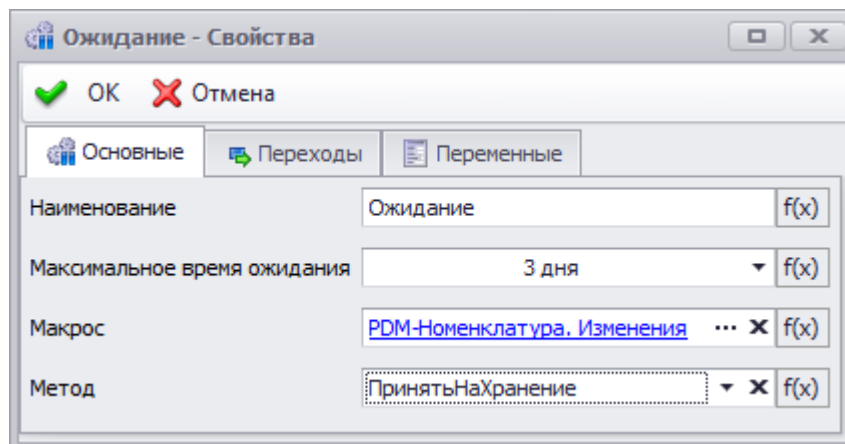 Ожидание - Свойства
ОК Отмена
Основные Переходы Переменные
Наименование Ожидание f(x)
Максимальное время ожидания 3 дня f(x)
Макрос PDM-Номенклатура. Изменения ... f(x)
Метод ПринятьНаХранение f(x)